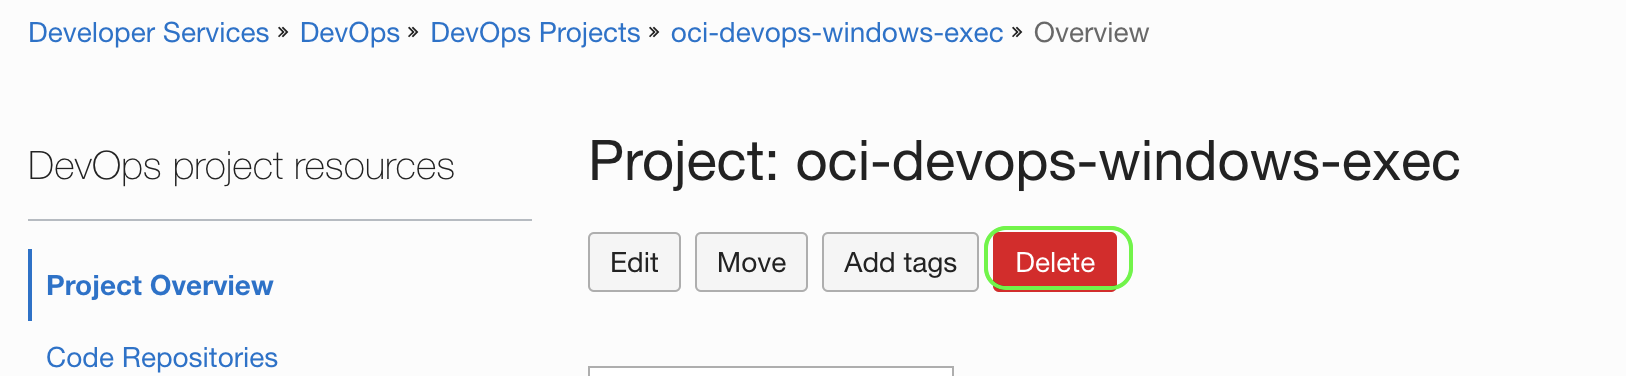 Developer Services » DevOps » DevOps Projects » oci-devops-windows-exec » Overview
DevOps project resources
Project Overview
Code Repositories
Project: oci-devops-windows-exec
Edit Move Add tags Delete